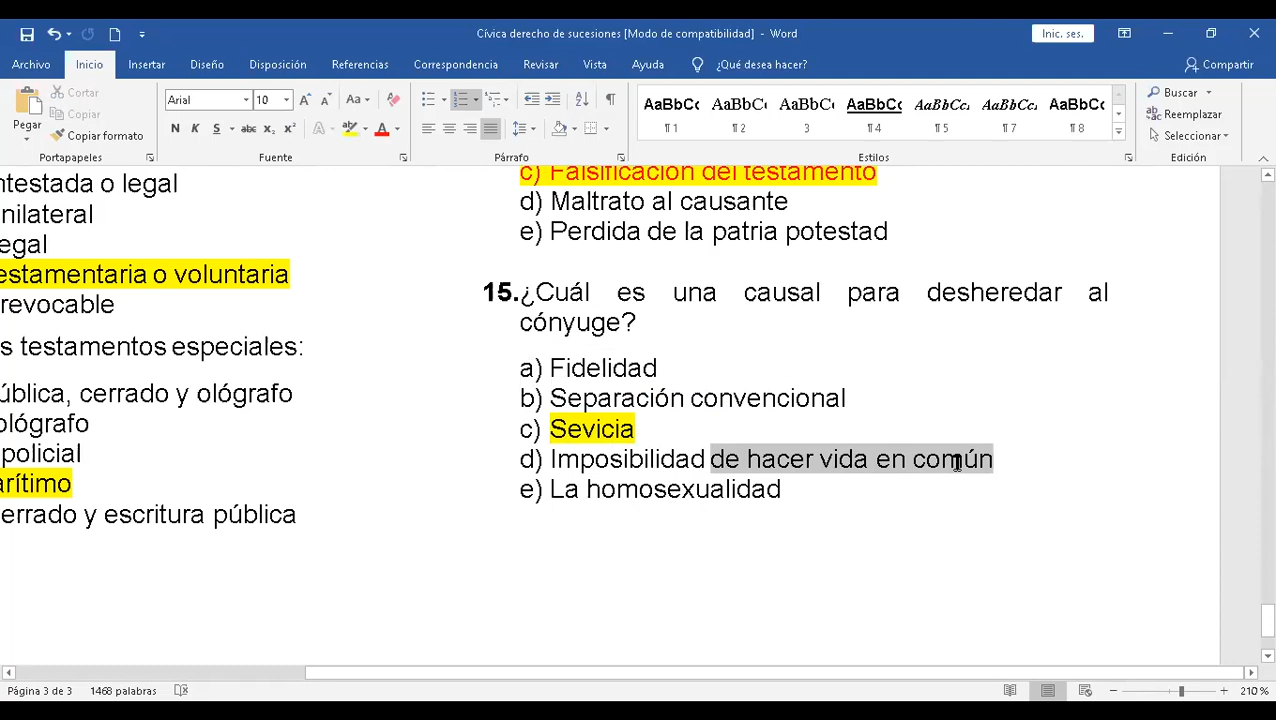 Cívica derecho de sucesiones [Modo de compatibilidad] - Word
Inic. ses.
Archivo Inicio Insertar Diseño Disposición Referencias Correspondencia Revisar Vista Ayuda ¿Qué desea hacer? Compartir
Pegar
Cortar
Copiar
Copiar formato
Portapapeles
Arial 10
Aa
N K S abc x₂ x²
Fuente
Párrafo
AaBbCc AaBbCc AaBbCc AaBbCc AaBbCc AaBbCc AaBbCc
¶ 1 ¶ 2 3 ¶ 4 ¶ 5 ¶ 7 ¶ 8
Estilos
Buscar
Reemplazar
Seleccionar
Edición
ntestada o legal
nilateral
egal
estamentaria o voluntaria
rrevocable
s testamentos especiales:
ública, cerrado y ológrafo
ológrafo
policial
arítimo
errado y escritura pública
c) Falsificación del testamento
d) Maltrato al causante
e) Perdida de la patria potestad
15. ¿Cuál es una causal para desheredar al
cónyuge?
a) Fidelidad
b) Separación convencional
c) Sevicia
d) Imposibilidad de hacer vida en común
e) La homosexualidad
Página 3 de 3 1468 palabras
210 %